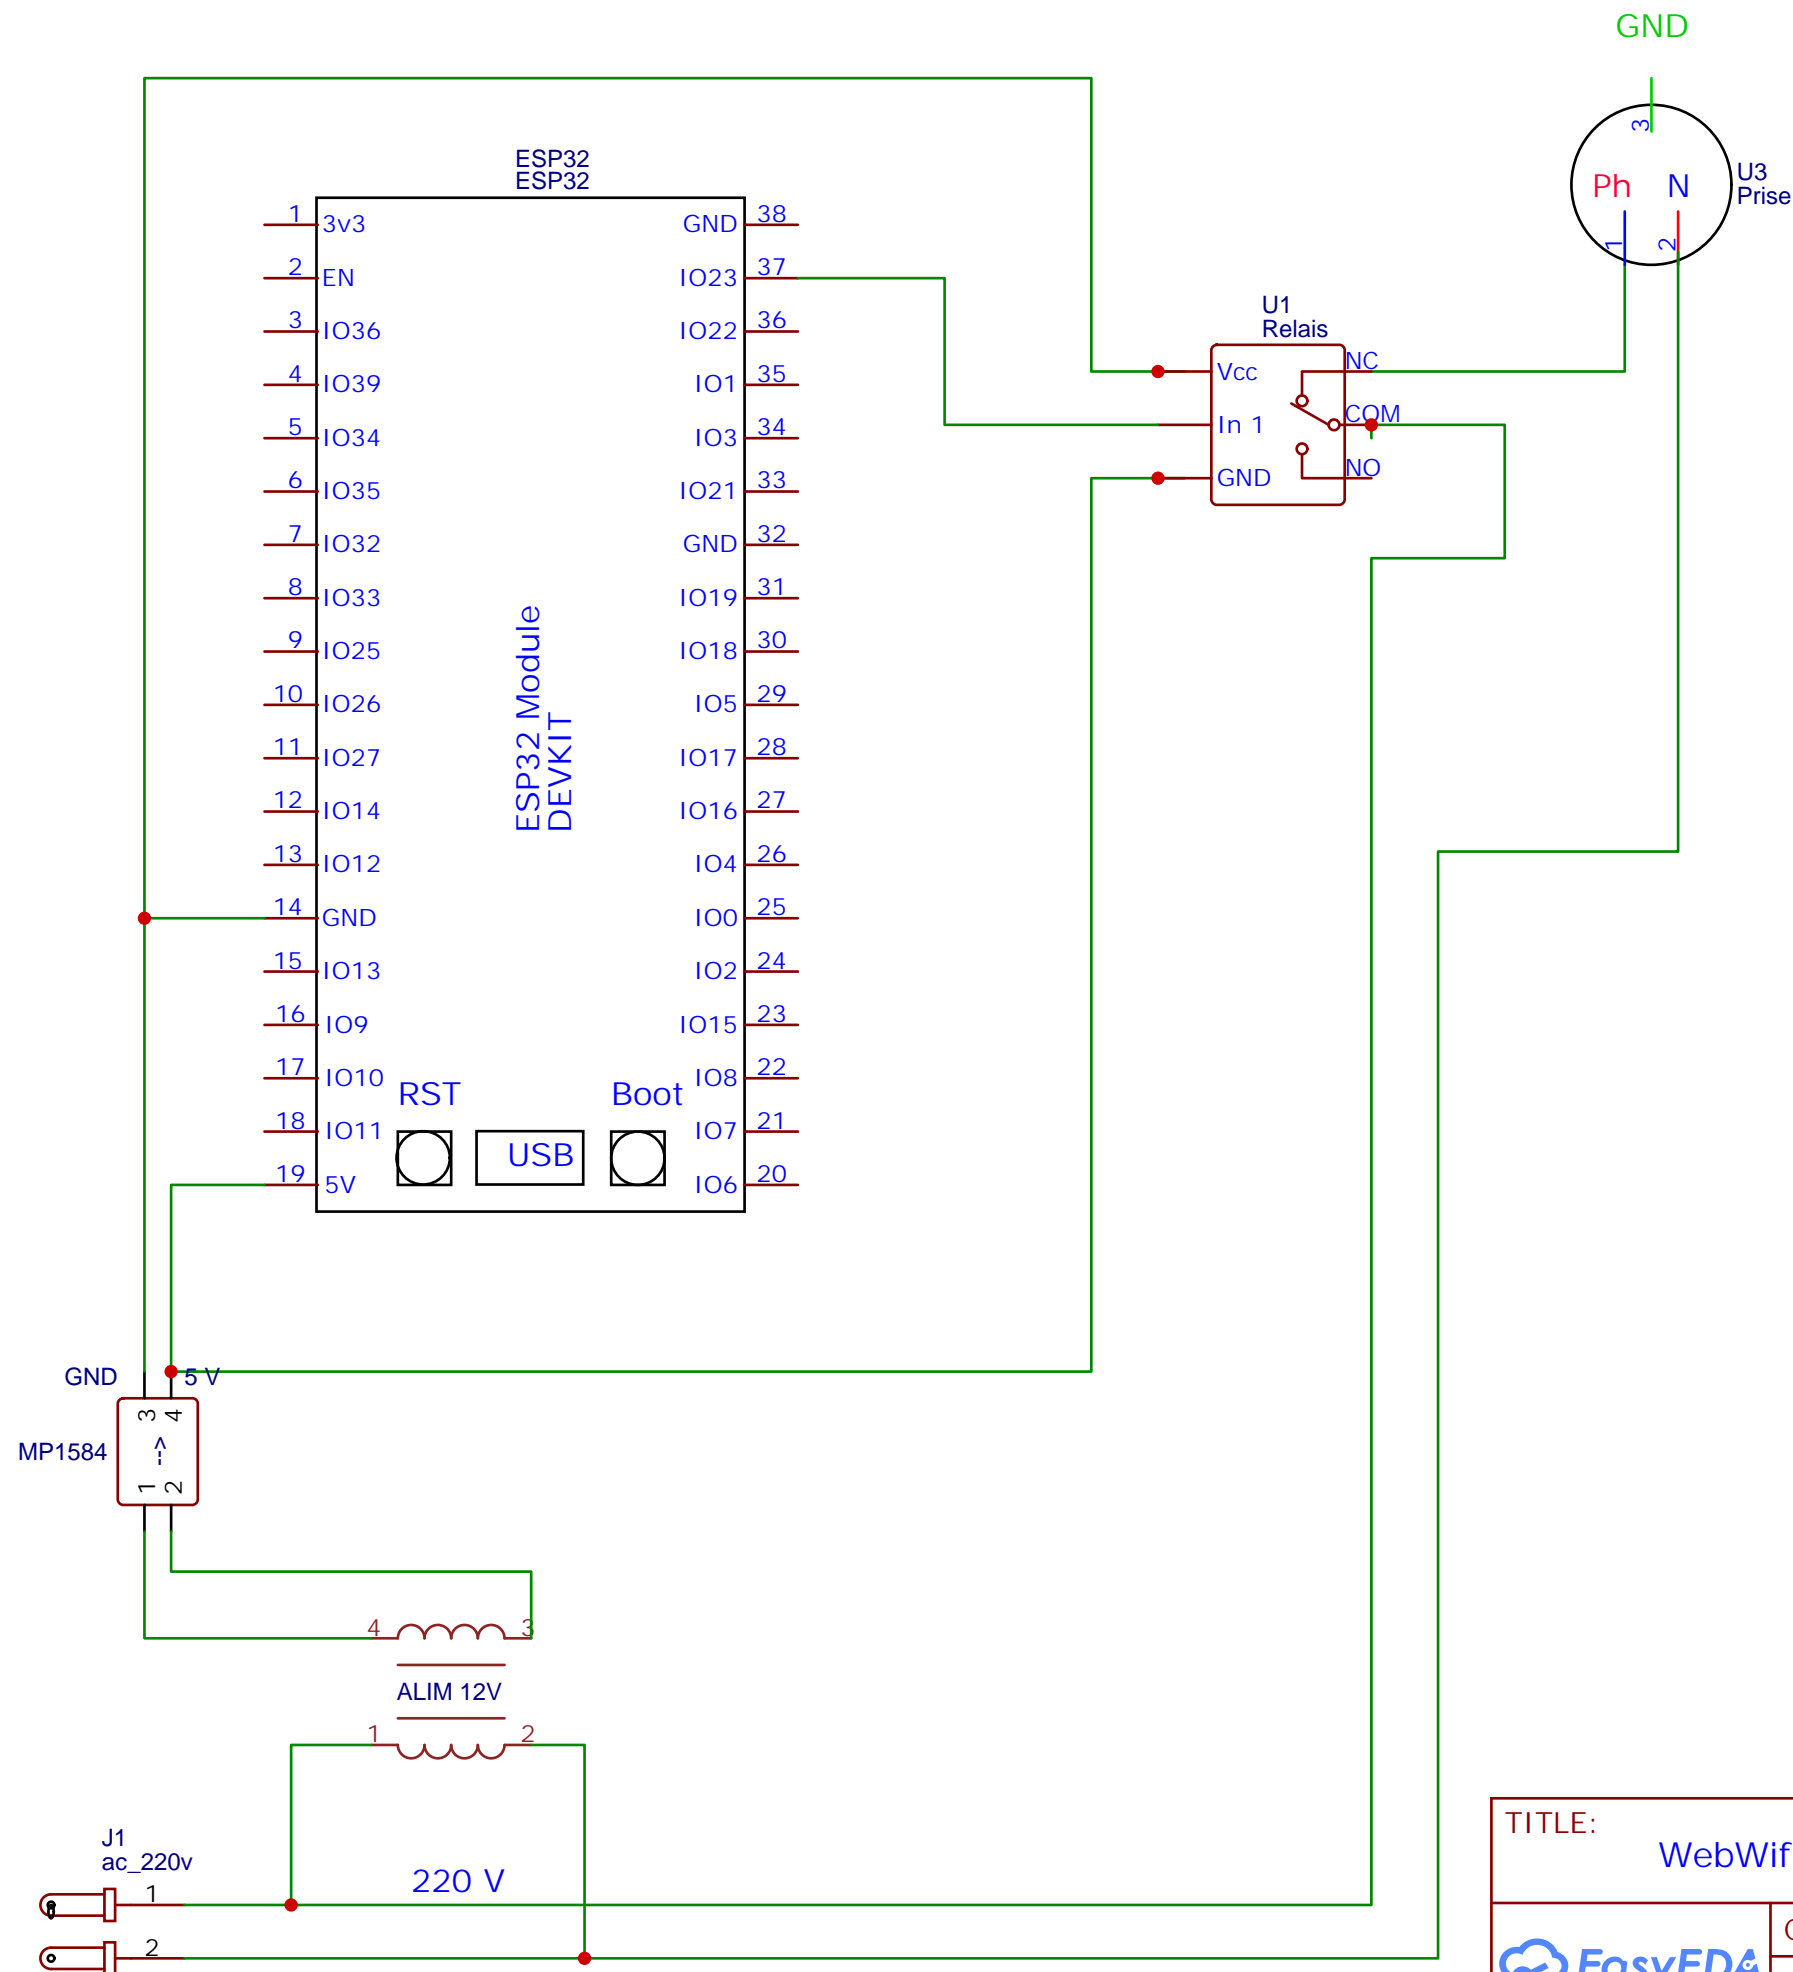 GND
3
Ph N
1 2
U3
Prise
ESP32
ESP32
1 3v3 GND 38
2 EN IO23 37
3 IO36 IO22 36
4 IO39 IO1 35
5 IO34 IO3 34
6 IO35 IO21 33
7 IO32 GND 32
8 IO33 IO19 31
9 IO25 IO18 30
10 IO26 IO5 29
11 IO27 IO17 28
12 IO14 IO16 27
13 IO12 IO4 26
14 GND IO0 25
15 IO13 IO2 24
16 IO9 IO15 23
17 IO10 IO8 22
18 IO11 IO7 21
19 5V IO6 20
ESP32 Module
DEVKIT
RST
Boot
USB
U1
Relais
Vcc NC
In 1 COM
GND NO
GND 5 V
3 4
MP1584
-->
1 2
4 3
ALIM 12V
1 2
J1
ac_220v
1
220 V
2
TITLE:
WebWif
EasyEDA